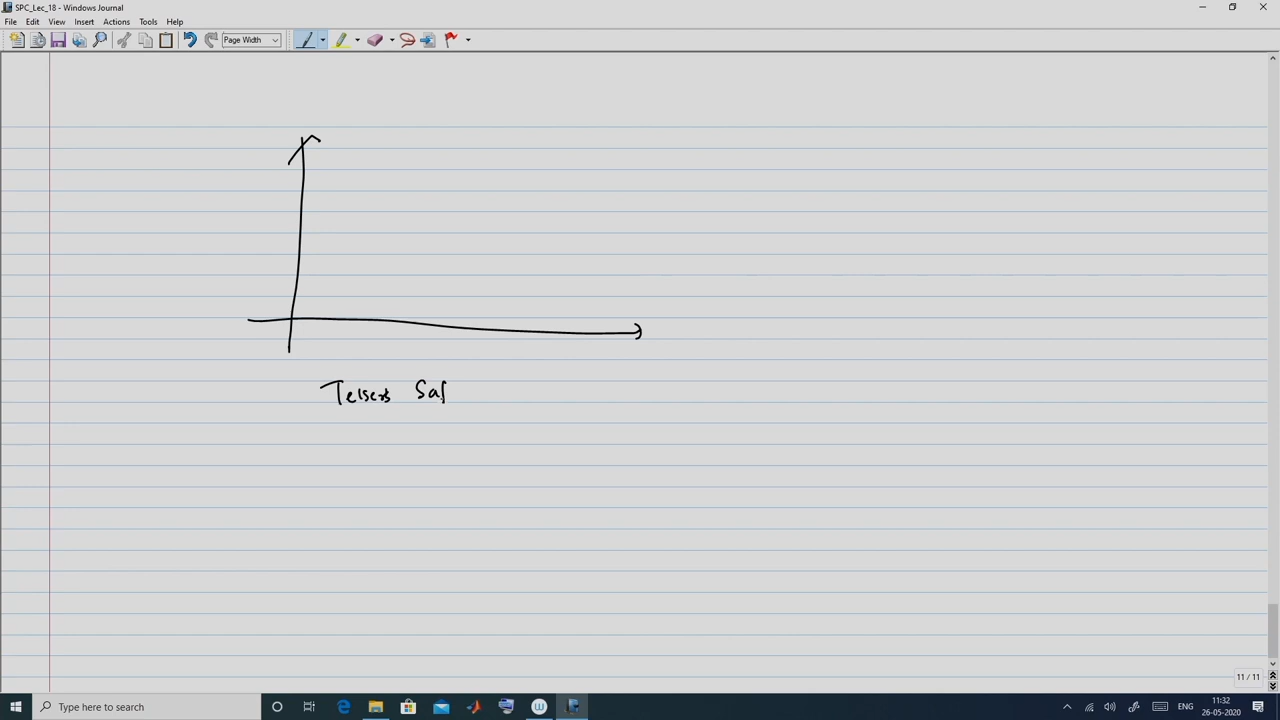 SPC_Lec_18 - Windows Journal
File Edit View Insert Actions Tools Help
Page Width
Telsers Saf
11 / 11
Type here to search
ENG
11:32
26-05-2020